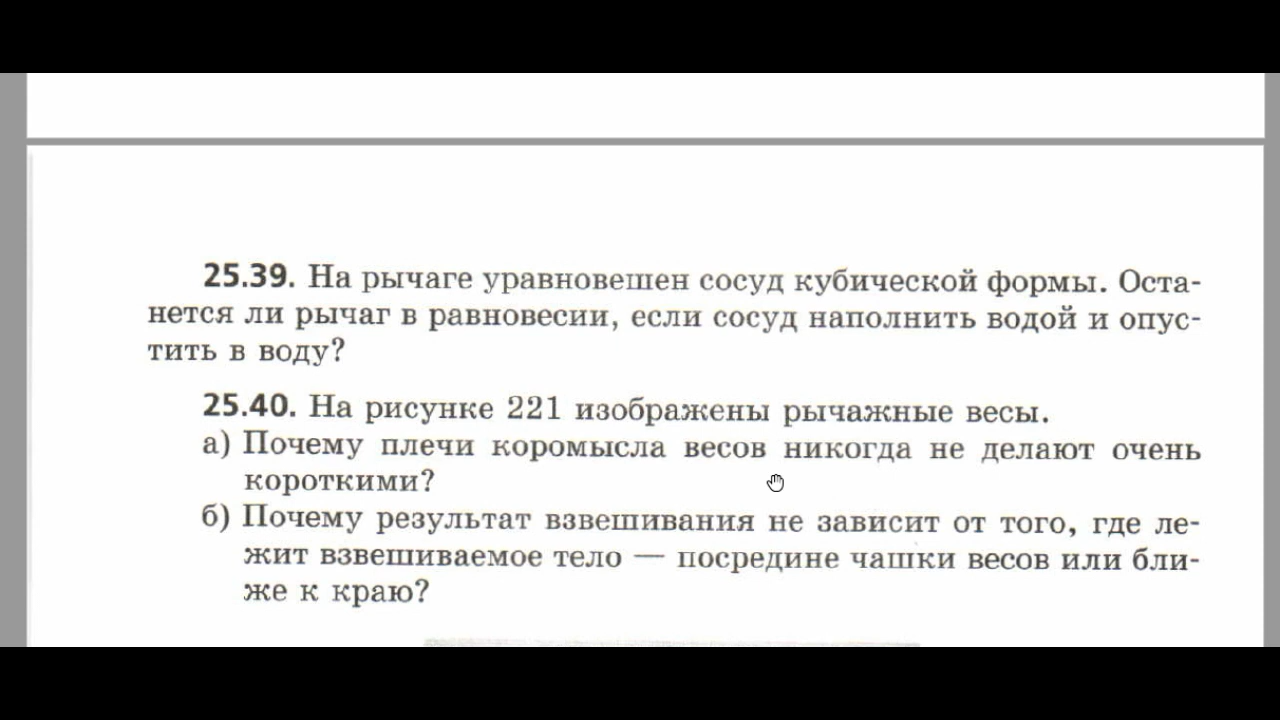 25.39. На рычаге уравновешен сосуд кубической формы. Оста-
нется ли рычаг в равновесии, если сосуд наполнить водой и опус-
тить в воду?
25.40. На рисунке 221 изображены рычажные весы.
а) Почему плечи коромысла весов никогда не делают очень
короткими?
б) Почему результат взвешивания не зависит от того, где ле-
жит взвешиваемое тело — посредине чашки весов или бли-
же к краю?